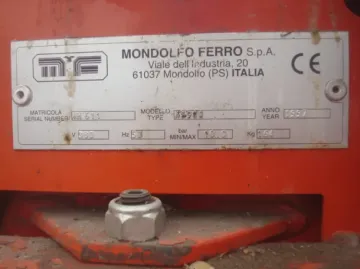 MF MONDOLFO FERRO S.p.A.
Viale dell'Industria, 20
61037 Mondolfo (PS) ITALIA
CE
MATRICOLA MODELLO ANNO
SERIAL NUMBER TYPE YEAR
V Hz bar MIN/MAX Kg